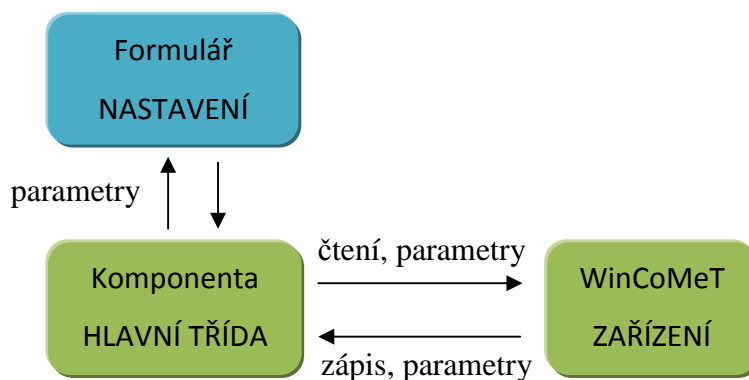 Formulář
NASTAVENÍ
parametry
Komponenta
HLAVNÍ TŘÍDA
čtení, parametry
zápis, parametry
WinCoMeT
ZAŘÍZENÍ